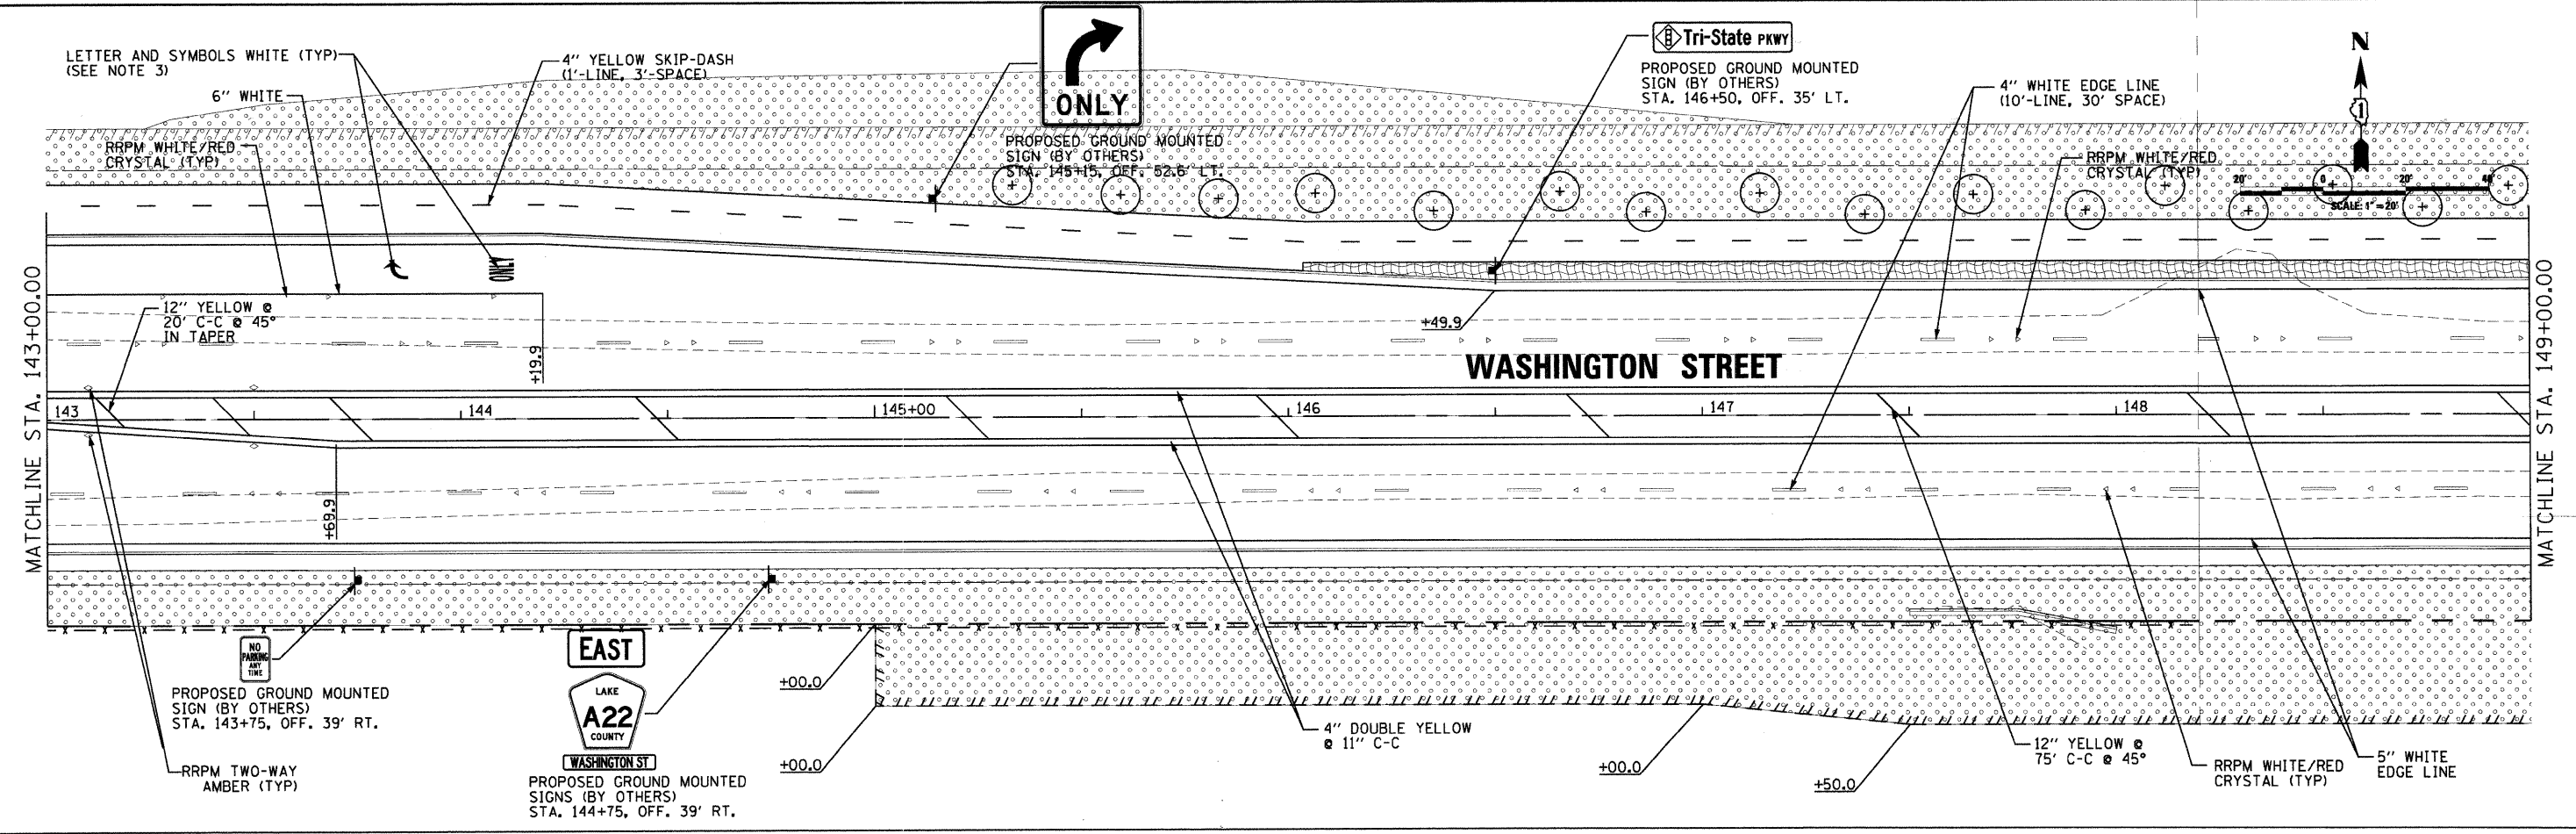 LETTER AND SYMBOLS WHITE (TYP)
(SEE NOTE 3)
4" YELLOW SKIP-DASH
(1'-LINE, 3'-SPACE)
6" WHITE
RRPM WHITE/RED
CRYSTAL (TYP)
ONLY
PROPOSED GROUND MOUNTED
SIGN (BY OTHERS)
STA. 145+15, OFF. 52.6' LT.
Tri-State PKWY
PROPOSED GROUND MOUNTED
SIGN (BY OTHERS)
STA. 146+50, OFF. 35' LT.
4" WHITE EDGE LINE
(10'-LINE, 30' SPACE)
RRPM WHITE/RED
CRYSTAL (TYP)
N
1
20' 0 20' 40'
SCALE: 1" = 20'
ONLY
12" YELLOW @
20' C-C @ 45°
IN TAPER
+19.9
+49.9
WASHINGTON STREET
MATCHLINE STA. 143+00.00
MATCHLINE STA. 149+00.00
143
144
145+00
146
147
148
+69.9
NO
PARKING
ANY
TIME
PROPOSED GROUND MOUNTED
SIGN (BY OTHERS)
STA. 143+75, OFF. 39' RT.
RRPM TWO-WAY
AMBER (TYP)
EAST
LAKE
A22
COUNTY
WASHINGTON ST
PROPOSED GROUND MOUNTED
SIGNS (BY OTHERS)
STA. 144+75, OFF. 39' RT.
+00.0
+00.0
4" DOUBLE YELLOW
@ 11" C-C
+00.0
+50.0
12" YELLOW @
75' C-C @ 45°
RRPM WHITE/RED
CRYSTAL (TYP)
5" WHITE
EDGE LINE